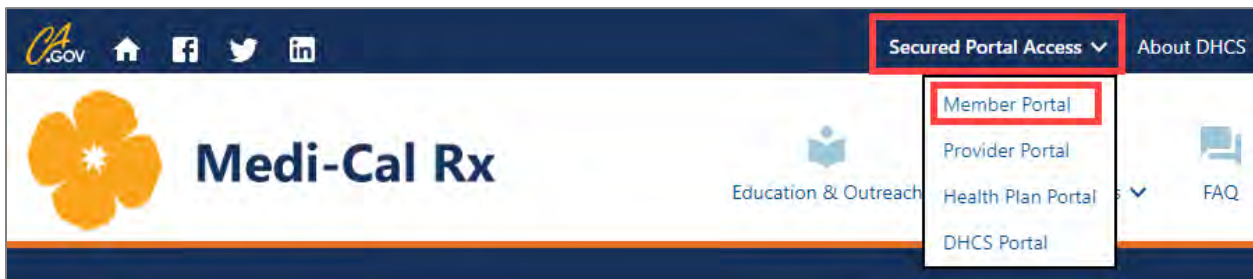 CA.GOV
Secured Portal Access
About DHCS
Member Portal
Medi-Cal Rx
Provider Portal
Education & Outreach
Health Plan Portal
s
FAQ
DHCS Portal